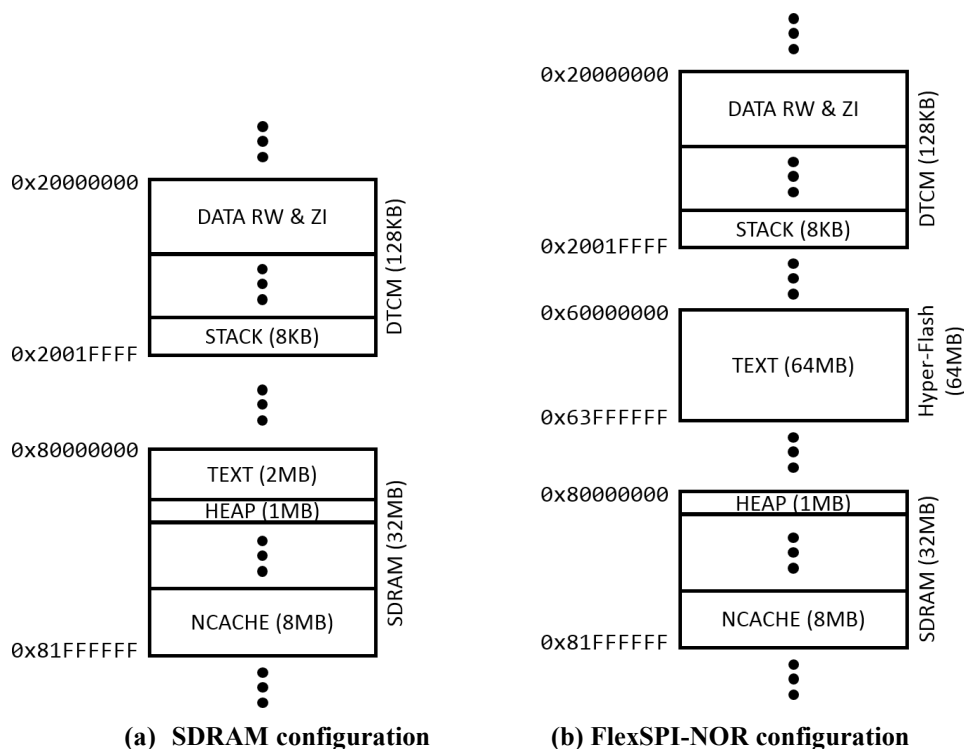 0x20000000
DATA RW & ZI
STACK (8KB)
0x2001FFFF
DTCM (128KB)
0x80000000
TEXT (2MB)
HEAP (1MB)
NCACHE (8MB)
0x81FFFFFF
SDRAM (32MB)
(a) SDRAM configuration
0x20000000
DATA RW & ZI
STACK (8KB)
0x2001FFFF
DTCM (128KB)
0x60000000
TEXT (64MB)
0x63FFFFFF
Hyper-Flash
(64MB)
0x80000000
HEAP (1MB)
NCACHE (8MB)
0x81FFFFFF
SDRAM (32MB)
(b) FlexSPI-NOR configuration